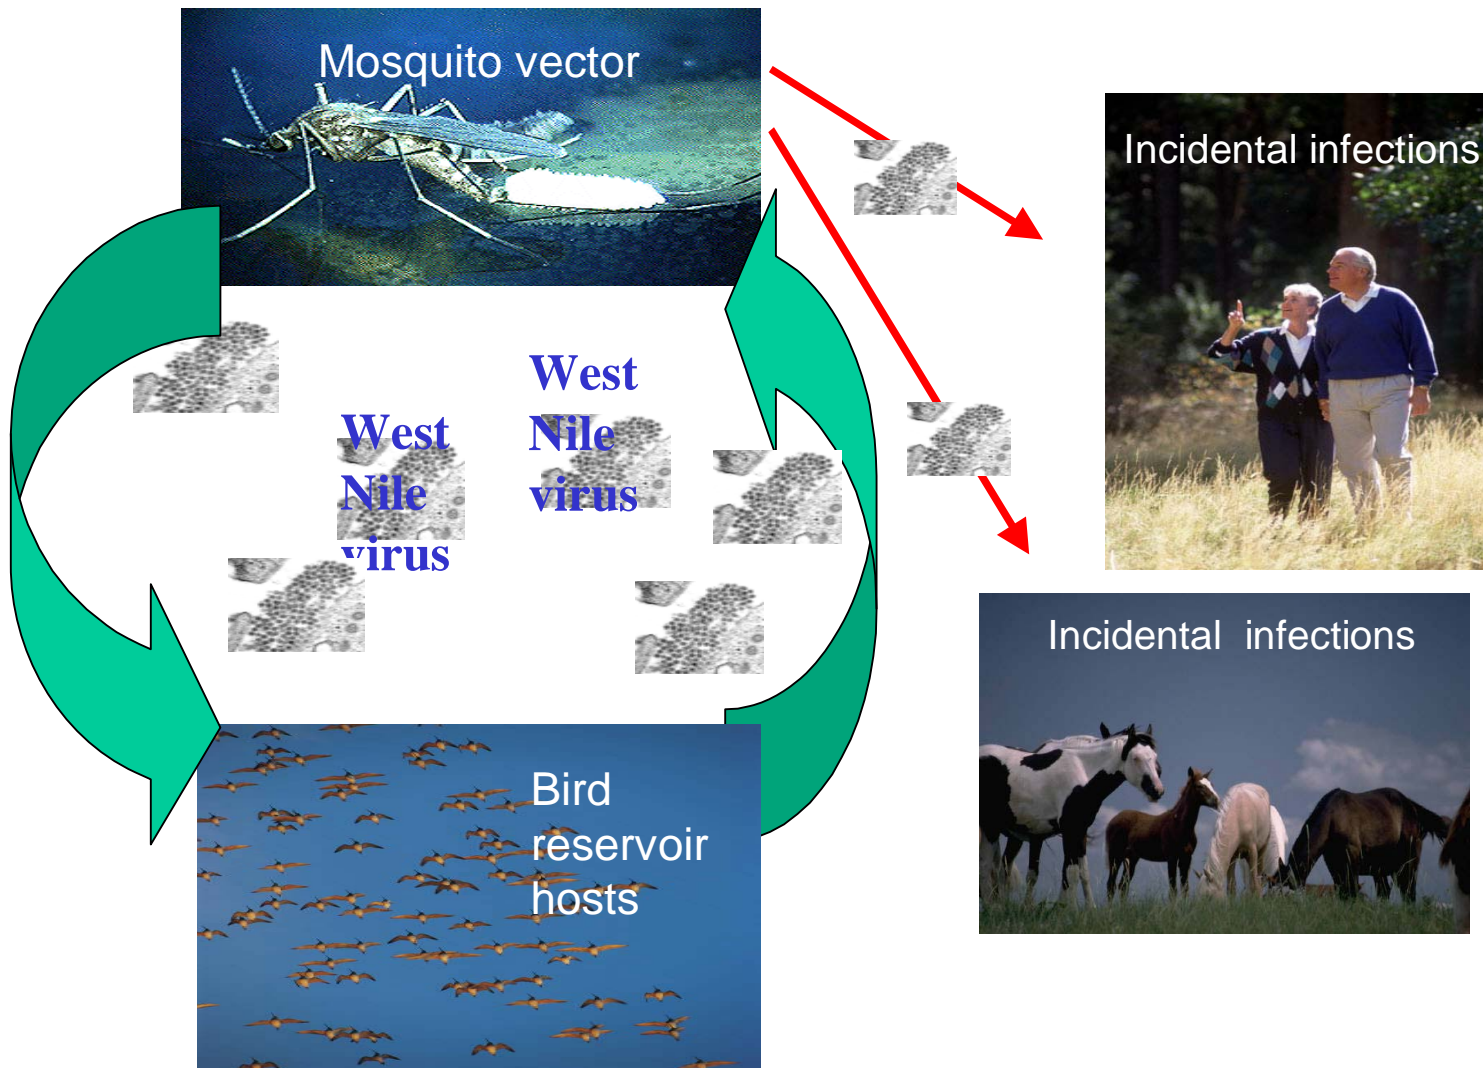 Mosquito vector
Incidental infections
West
Nile
virus
West
Nile
virus
Incidental infections
Bird
reservoir
hosts